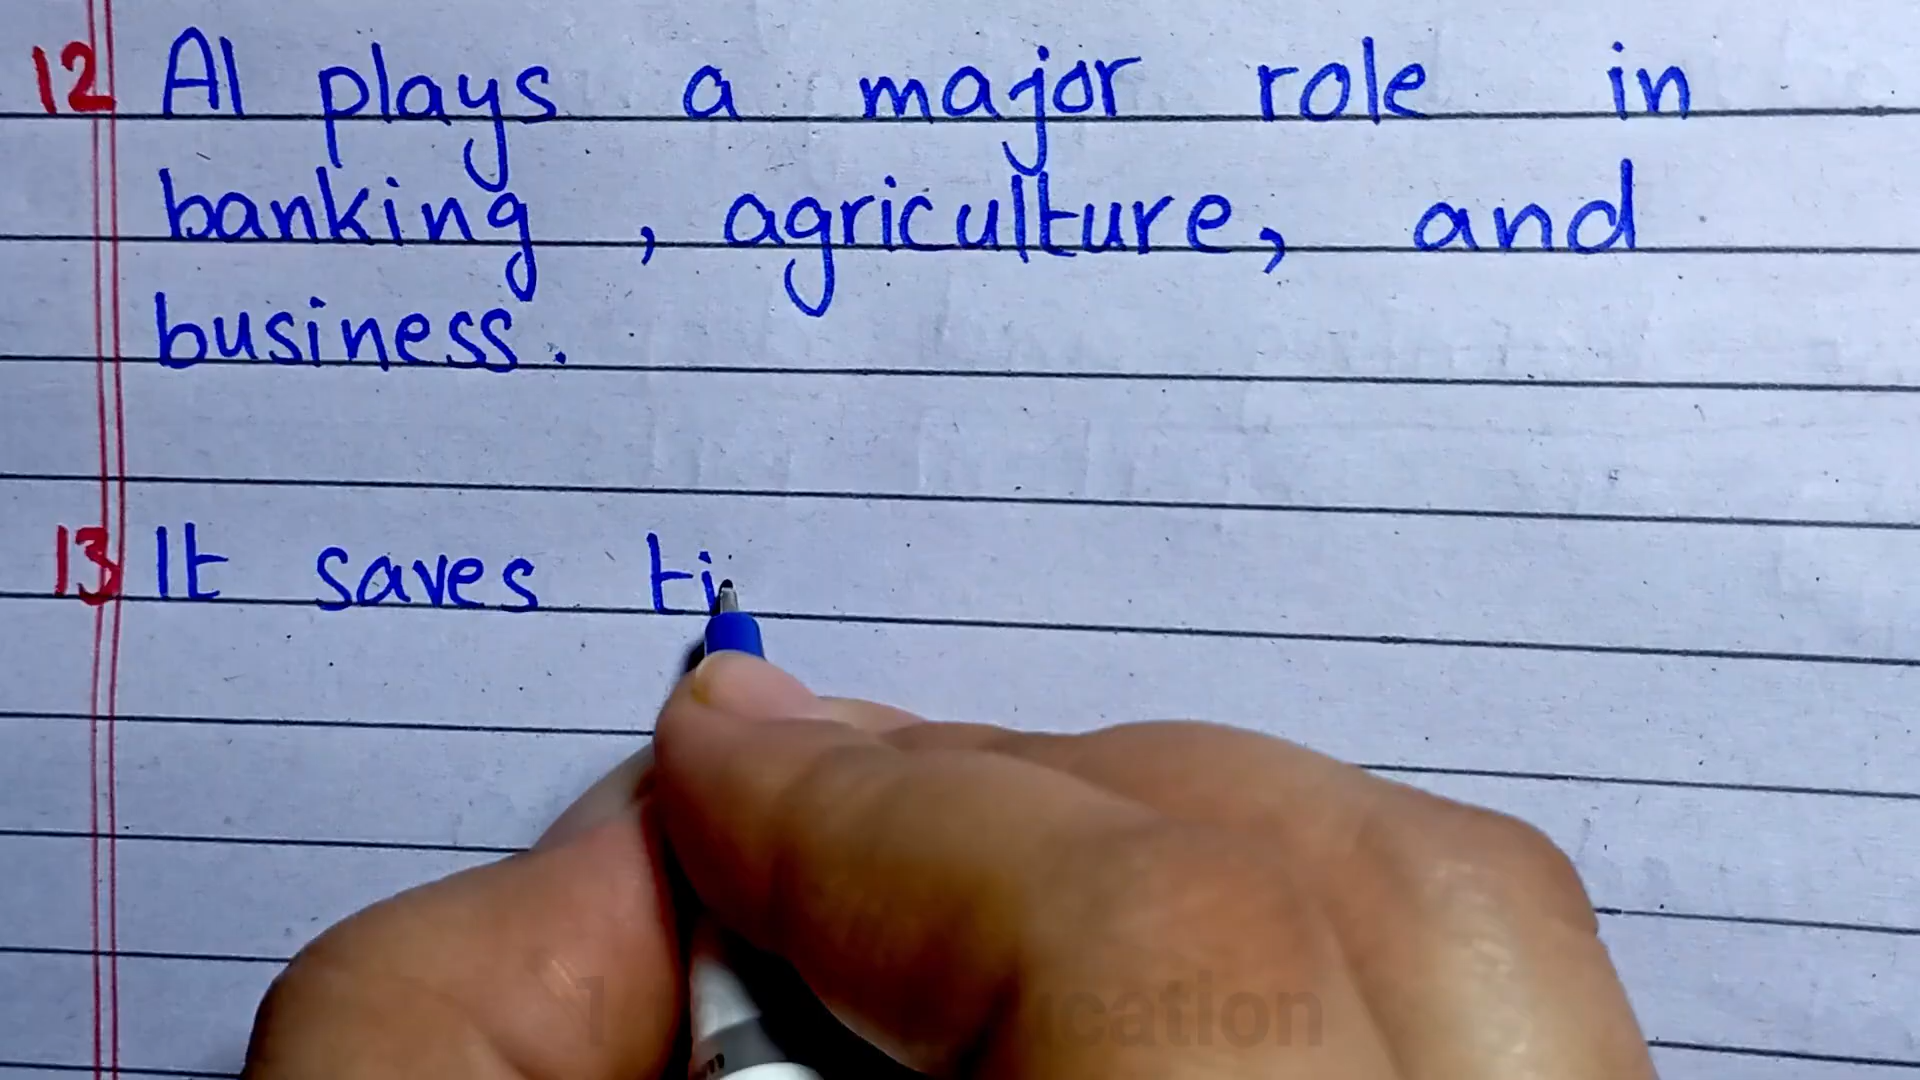 12 AI plays a major role in
banking , agriculture, and
business.
13 It saves ti